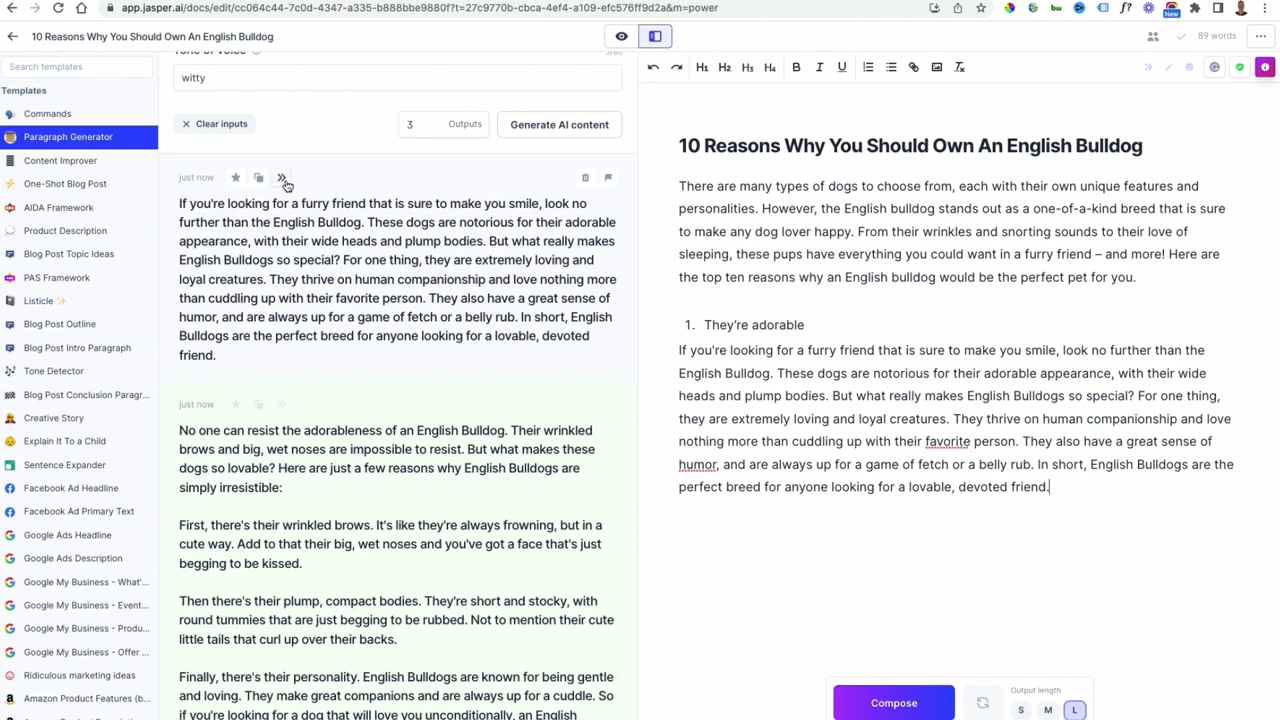 app.jasper.ai/docs/edit/cc064c44-7c0d-4347-a335-b888bbe9880f?t=27c9770b-cbca-4ef4-a109-efc576ff9d2a&m=power
New
10 Reasons Why You Should Own An English Bulldog
89 words
Search templates
Templates
Commands
Paragraph Generator
Content Improver
One-Shot Blog Post
AIDA Framework
Product Description
Blog Post Topic Ideas
PAS Framework
Listicle ✨
Blog Post Outline
Blog Post Intro Paragraph
Tone Detector
Blog Post Conclusion Paragr...
Creative Story
Explain It To a Child
Sentence Expander
Facebook Ad Headline
Facebook Ad Primary Text
Google Ads Headline
Google Ads Description
Google My Business - What'...
Google My Business - Event...
Google My Business - Produ...
Google My Business - Offer ...
Ridiculous marketing ideas
Amazon Product Features (b...
Tone of voice
witty
Clear inputs
3 Outputs
Generate AI content
just now
If you're looking for a furry friend that is sure to make you smile, look no
further than the English Bulldog. These dogs are notorious for their adorable
appearance, with their wide heads and plump bodies. But what really makes
English Bulldogs so special? For one thing, they are extremely loving and
loyal creatures. They thrive on human companionship and love nothing more
than cuddling up with their favorite person. They also have a great sense of
humor, and are always up for a game of fetch or a belly rub. In short, English
Bulldogs are the perfect breed for anyone looking for a lovable, devoted
friend.
just now
No one can resist the adorableness of an English Bulldog. Their wrinkled
brows and big, wet noses are impossible to resist. But what makes these
dogs so lovable? Here are just a few reasons why English Bulldogs are
simply irresistible:
First, there's their wrinkled brows. It's like they're always frowning, but in a
cute way. Add to that their big, wet noses and you've got a face that's just
begging to be kissed.
Then there's their plump, compact bodies. They're short and stocky, with
round tummies that are just begging to be rubbed. Not to mention their cute
little tails that curl up over their backs.
Finally, there's their personality. English Bulldogs are known for being gentle
and loving. They make great companions and are always up for a cuddle. So
if you're looking for a dog that will love you unconditionally, an English
H1 H2 H3 H4 B I U
10 Reasons Why You Should Own An English Bulldog
There are many types of dogs to choose from, each with their own unique features and
personalities. However, the English bulldog stands out as a one-of-a-kind breed that is sure
to make any dog lover happy. From their wrinkles and snorting sounds to their love of
sleeping, these pups have everything you could want in a furry friend – and more! Here are
the top ten reasons why an English bulldog would be the perfect pet for you.
1. They're adorable
If you're looking for a furry friend that is sure to make you smile, look no further than the
English Bulldog. These dogs are notorious for their adorable appearance, with their wide
heads and plump bodies. But what really makes English Bulldogs so special? For one thing,
they are extremely loving and loyal creatures. They thrive on human companionship and love
nothing more than cuddling up with their favorite person. They also have a great sense of
humor, and are always up for a game of fetch or a belly rub. In short, English Bulldogs are the
perfect breed for anyone looking for a lovable, devoted friend.
Compose
Output length
S M L